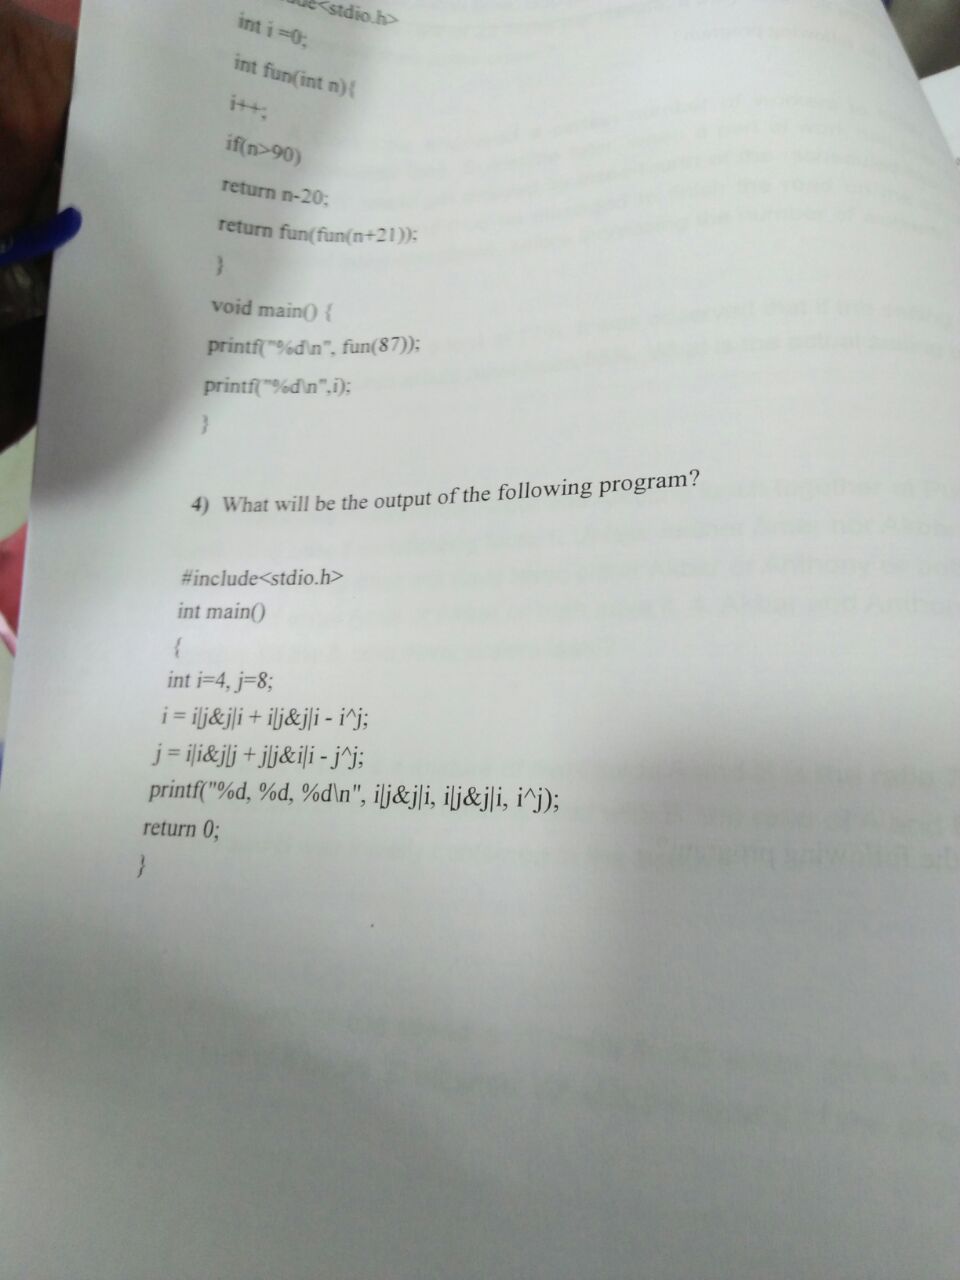 <stdio.h>
int i =0;
int fun(int n){
i++;
if(n>90)
return n-20;
return fun(fun(n+21));
}
void main() {
printf("%d\n", fun(87));
printf("%d\n",i);
}
4) What will be the output of the following program?
#include<stdio.h>
int main()
{
int i=4, j=8;
i = i|j&j|i + i|j&j|i - i^j;
j = i|i&j|j + j|j&i|i - j^j;
printf("%d, %d, %d\n", i|j&j|i, i|j&j|i, i^j);
return 0;
}